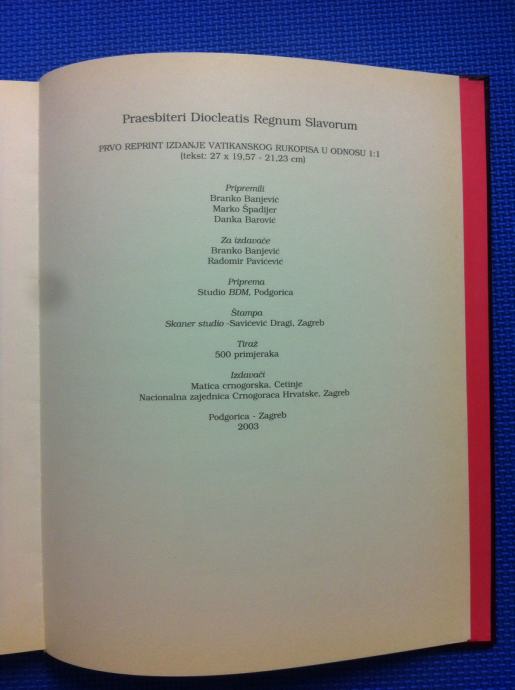 Praesbiteri Diocleatis Regnum Slavorum
PRVO REPRINT IZDANJE VATIKANSKOG RUKOPISA U ODNOSU 1:1
(tekst: 27 x 19,57 - 21,23 cm)
Pripremili
Branko Banjević
Marko Špadijer
Danka Barović
Za izdavače
Branko Banjević
Radomir Pavićević
Priprema
Studio BDM, Podgorica
Štampa
Skaner studio -Savićević Dragi, Zagreb
Tiraž
500 primjeraka
Izdavači
Matica crnogorska, Cetinje
Nacionalna zajednica Crnogoraca Hrvatske, Zagreb
Podgorica - Zagreb
2003